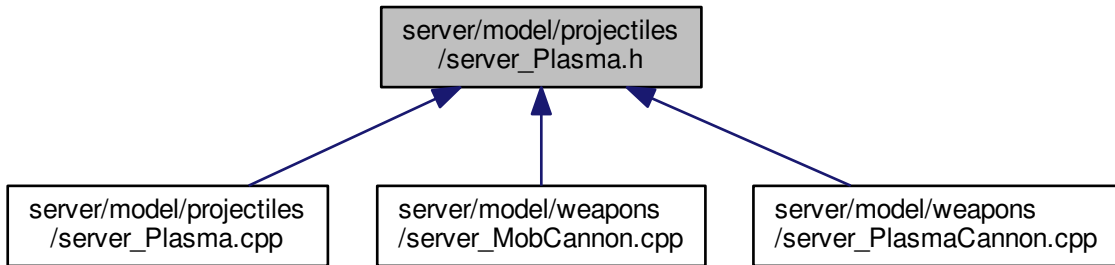 server/model/projectiles
/server_Plasma.h
server/model/projectiles
/server_Plasma.cpp
server/model/weapons
/server_MobCannon.cpp
server/model/weapons
/server_PlasmaCannon.cpp